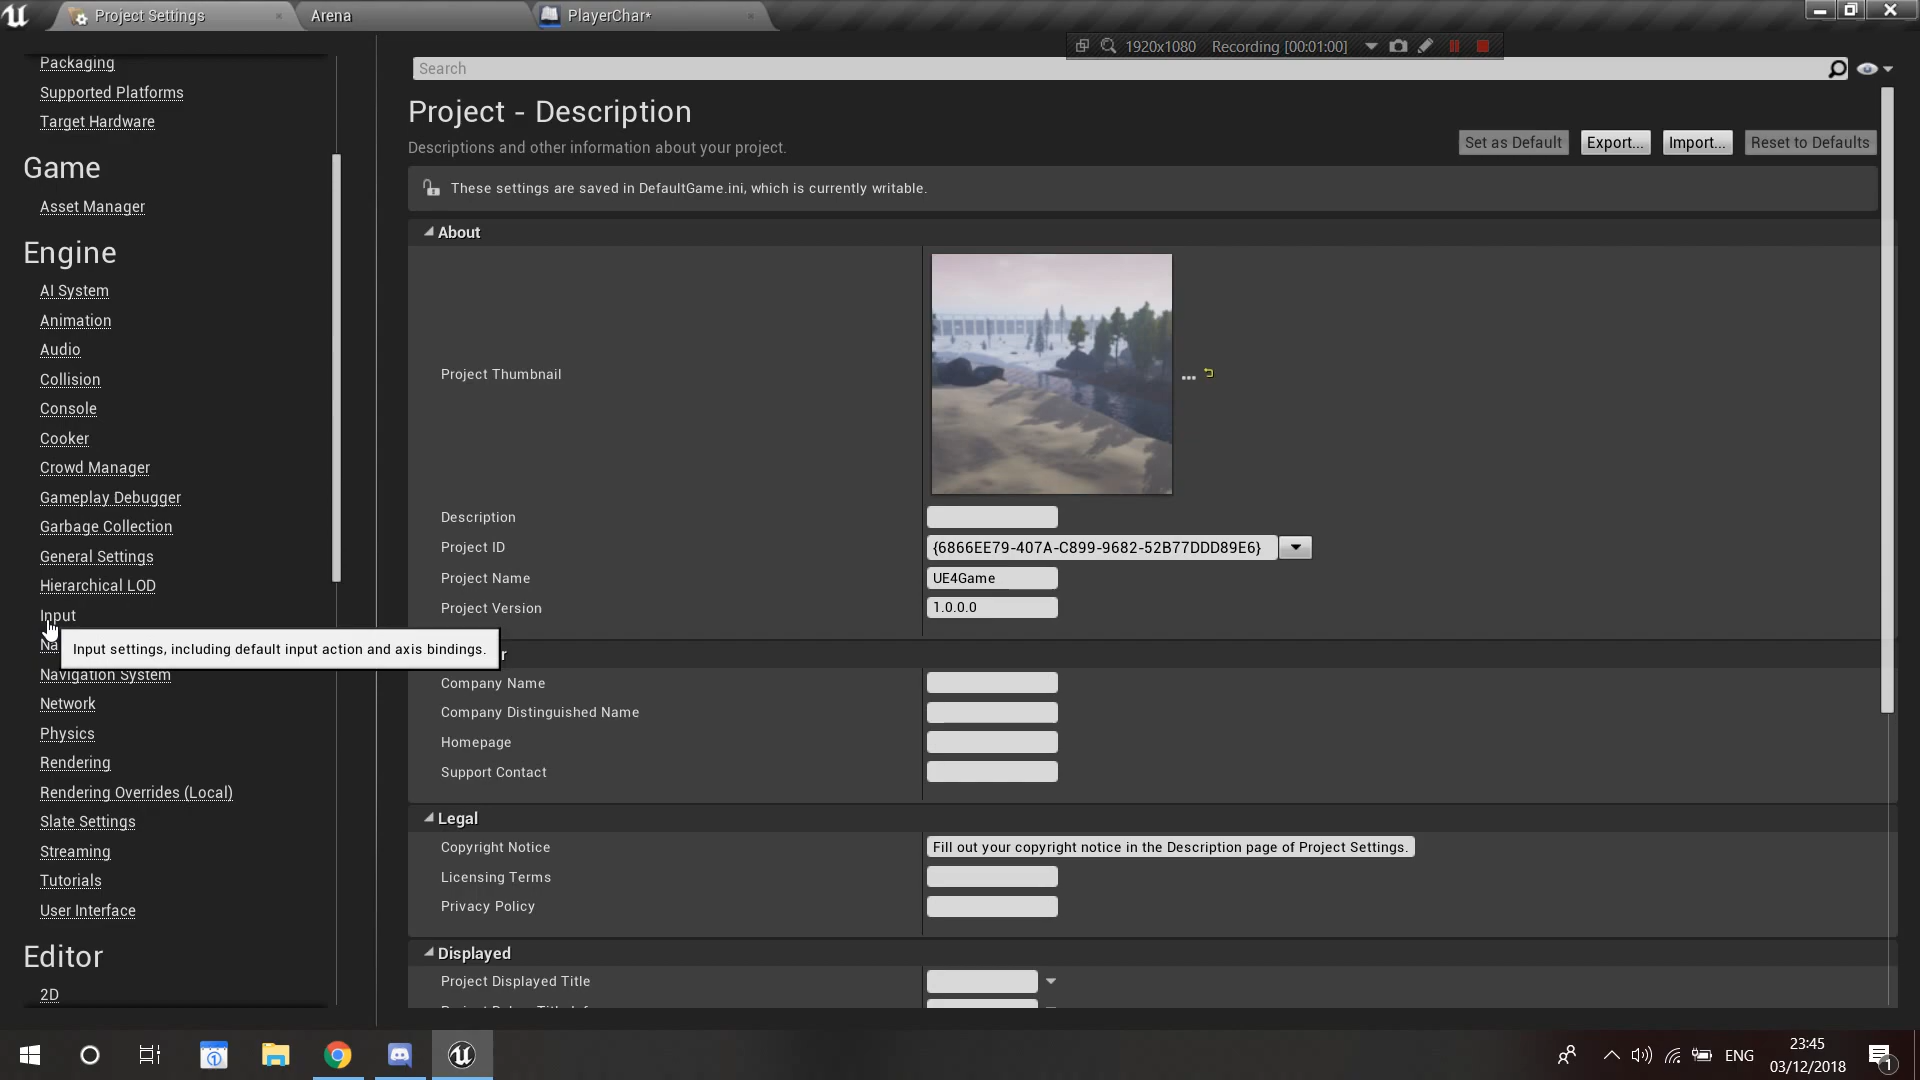 Project Settings
Arena
PlayerChar*
1920x1080 Recording [00:01:00]
Search
Packaging
Supported Platforms
Target Hardware
Game
Asset Manager
Engine
AI System
Animation
Audio
Collision
Console
Cooker
Crowd Manager
Gameplay Debugger
Garbage Collection
General Settings
Hierarchical LOD
Input
Input settings, including default input action and axis bindings.
Navigation System
Network
Physics
Rendering
Rendering Overrides (Local)
Slate Settings
Streaming
Tutorials
User Interface
Editor
2D
Project - Description
Descriptions and other information about your project.
Set as Default
Export...
Import...
Reset to Defaults
These settings are saved in DefaultGame.ini, which is currently writable.
About
Project Thumbnail
Description
Project ID {6866EE79-407A-C899-9682-52B77DDD89E6}
Project Name UE4Game
Project Version 1.0.0.0
Company Name
Company Distinguished Name
Homepage
Support Contact
Legal
Copyright Notice Fill out your copyright notice in the Description page of Project Settings.
Licensing Terms
Privacy Policy
Displayed
Project Displayed Title
ENG
23:45
03/12/2018
1